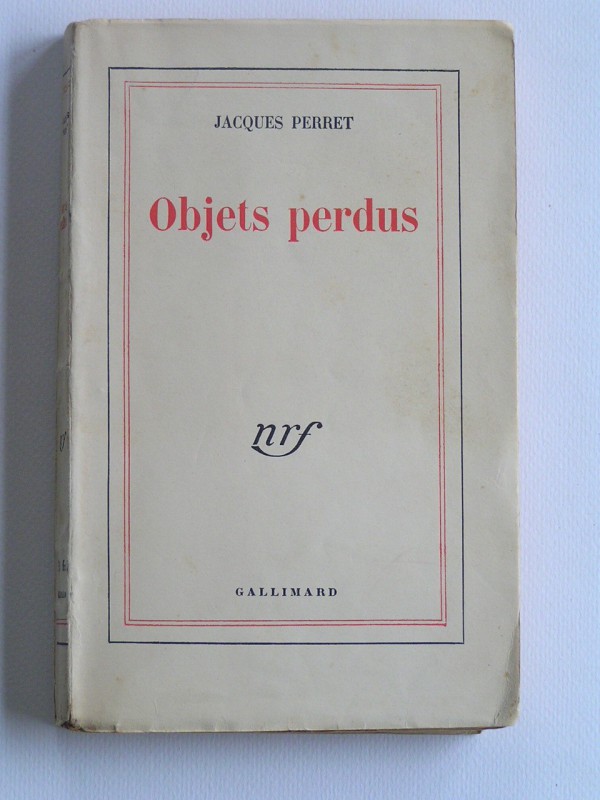 JACQUES PERRET
Objets perdus
nrf
GALLIMARD